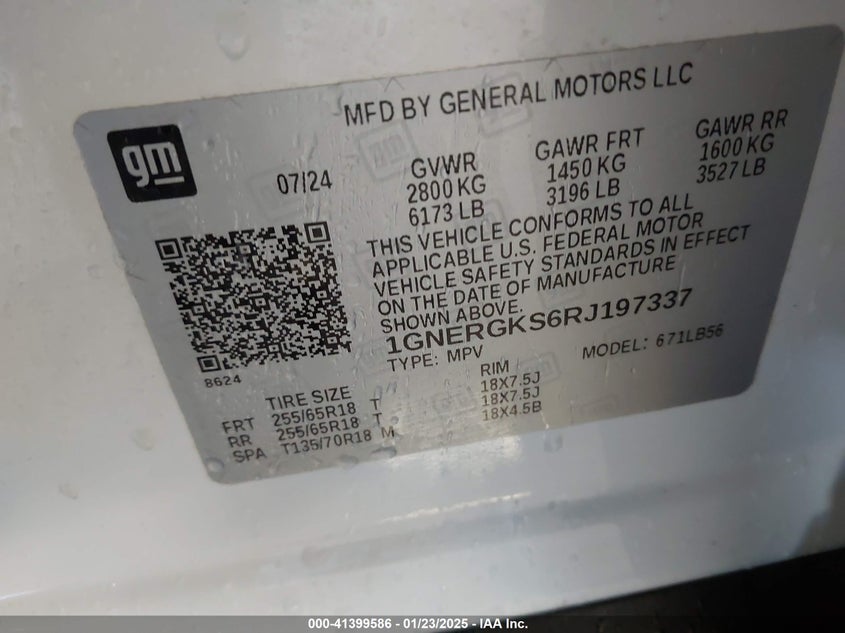 MFD BY GENERAL MOTORS LLC
gm
07/24
GVWR
2800 KG
6173 LB
GAWR FRT
1450 KG
3196 LB
GAWR RR
1600 KG
3527 LB
THIS VEHICLE CONFORMS TO ALL
APPLICABLE U.S. FEDERAL MOTOR
VEHICLE SAFETY STANDARDS IN EFFECT
ON THE DATE OF MANUFACTURE
SHOWN ABOVE.
1GNERGKS6RJ197337
TYPE: MPV MODEL: 671LB56
8624
TIRE SIZE RIM
FRT 255/65R18 T 18X7.5J
RR 255/65R18 T 18X7.5J
SPA T135/70R18 M 18X4.5B
000-41399586 — 01/23/2025 — IAA Inc.